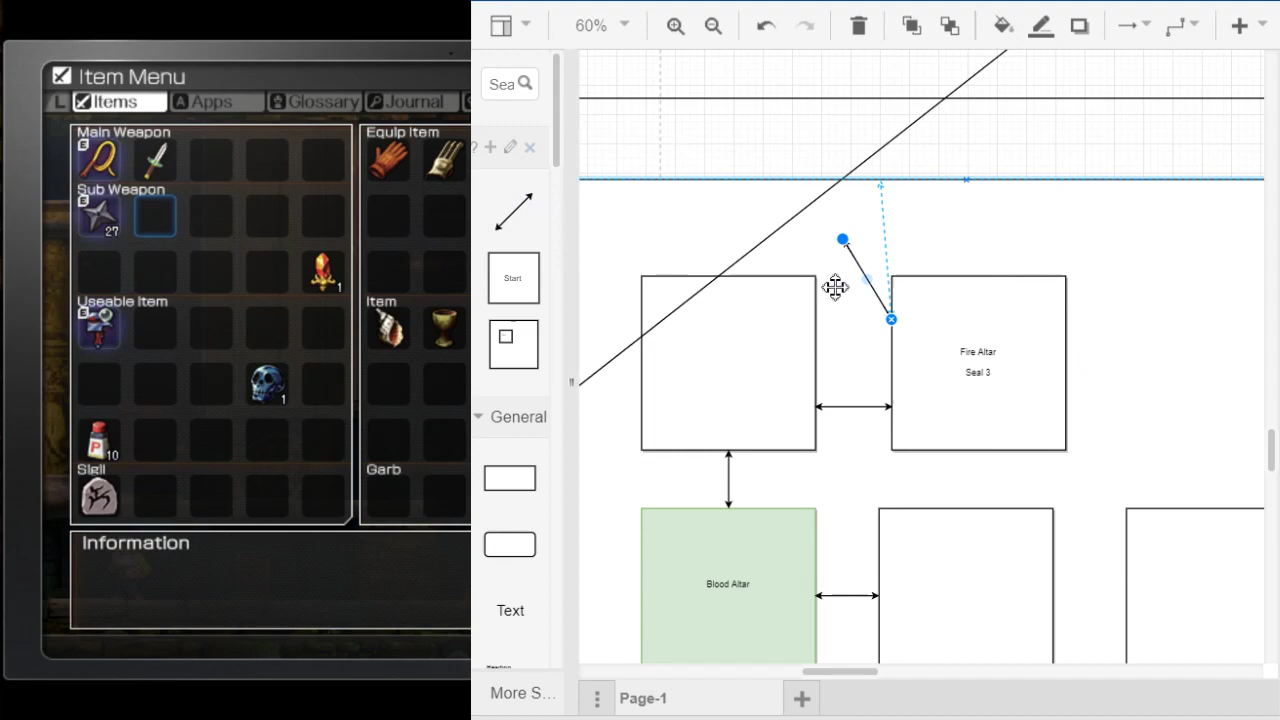 Item Menu
L Items A Apps Glossary Journal
Main Weapon
E
Sub Weapon
E
27
1
Useable Item
E
1
P
10
Sigil
Equip Item
Item
Garb
Information
60%
Sea
?
Start
General
Text
More S...
Fire Altar
Seal 3
Blood Altar
Page-1